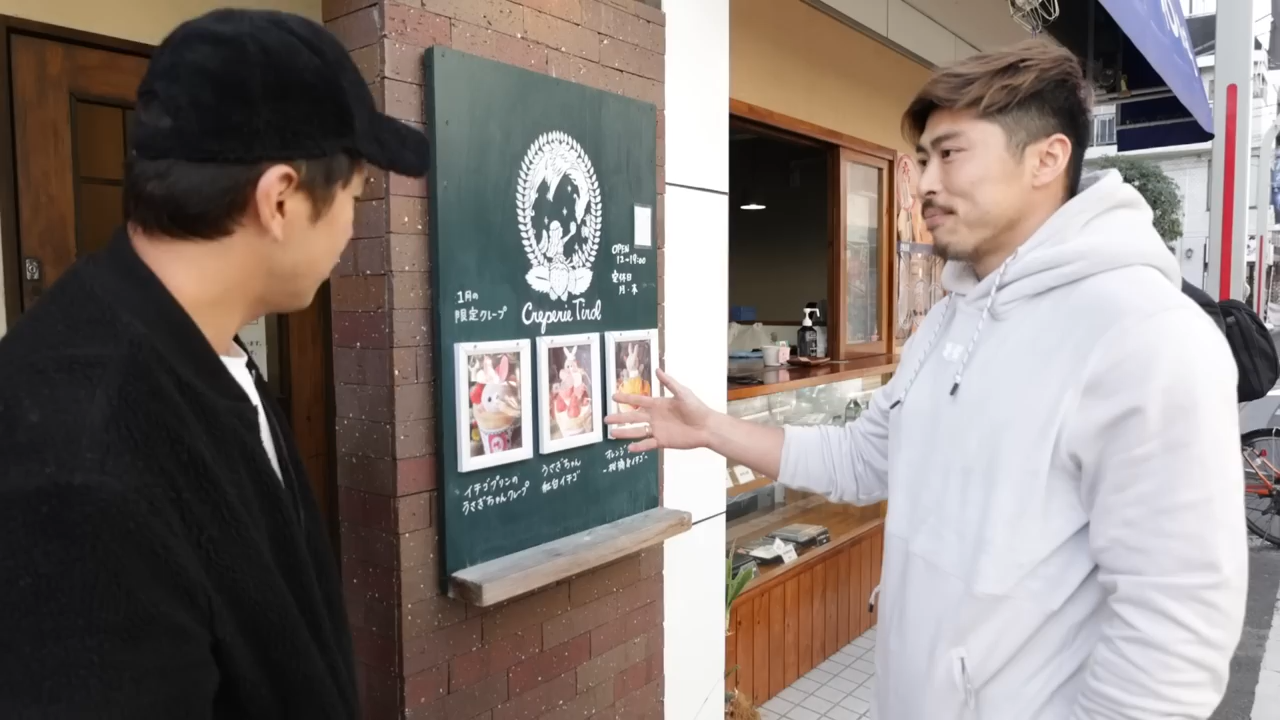 OPEN
12-19:00
定休日
月・木
1月の
限定クレープ
Creperie Tirol
イチゴプリンの
うさぎちゃんクレープ
うさぎちゃん
紅白イチゴ
オレンジ